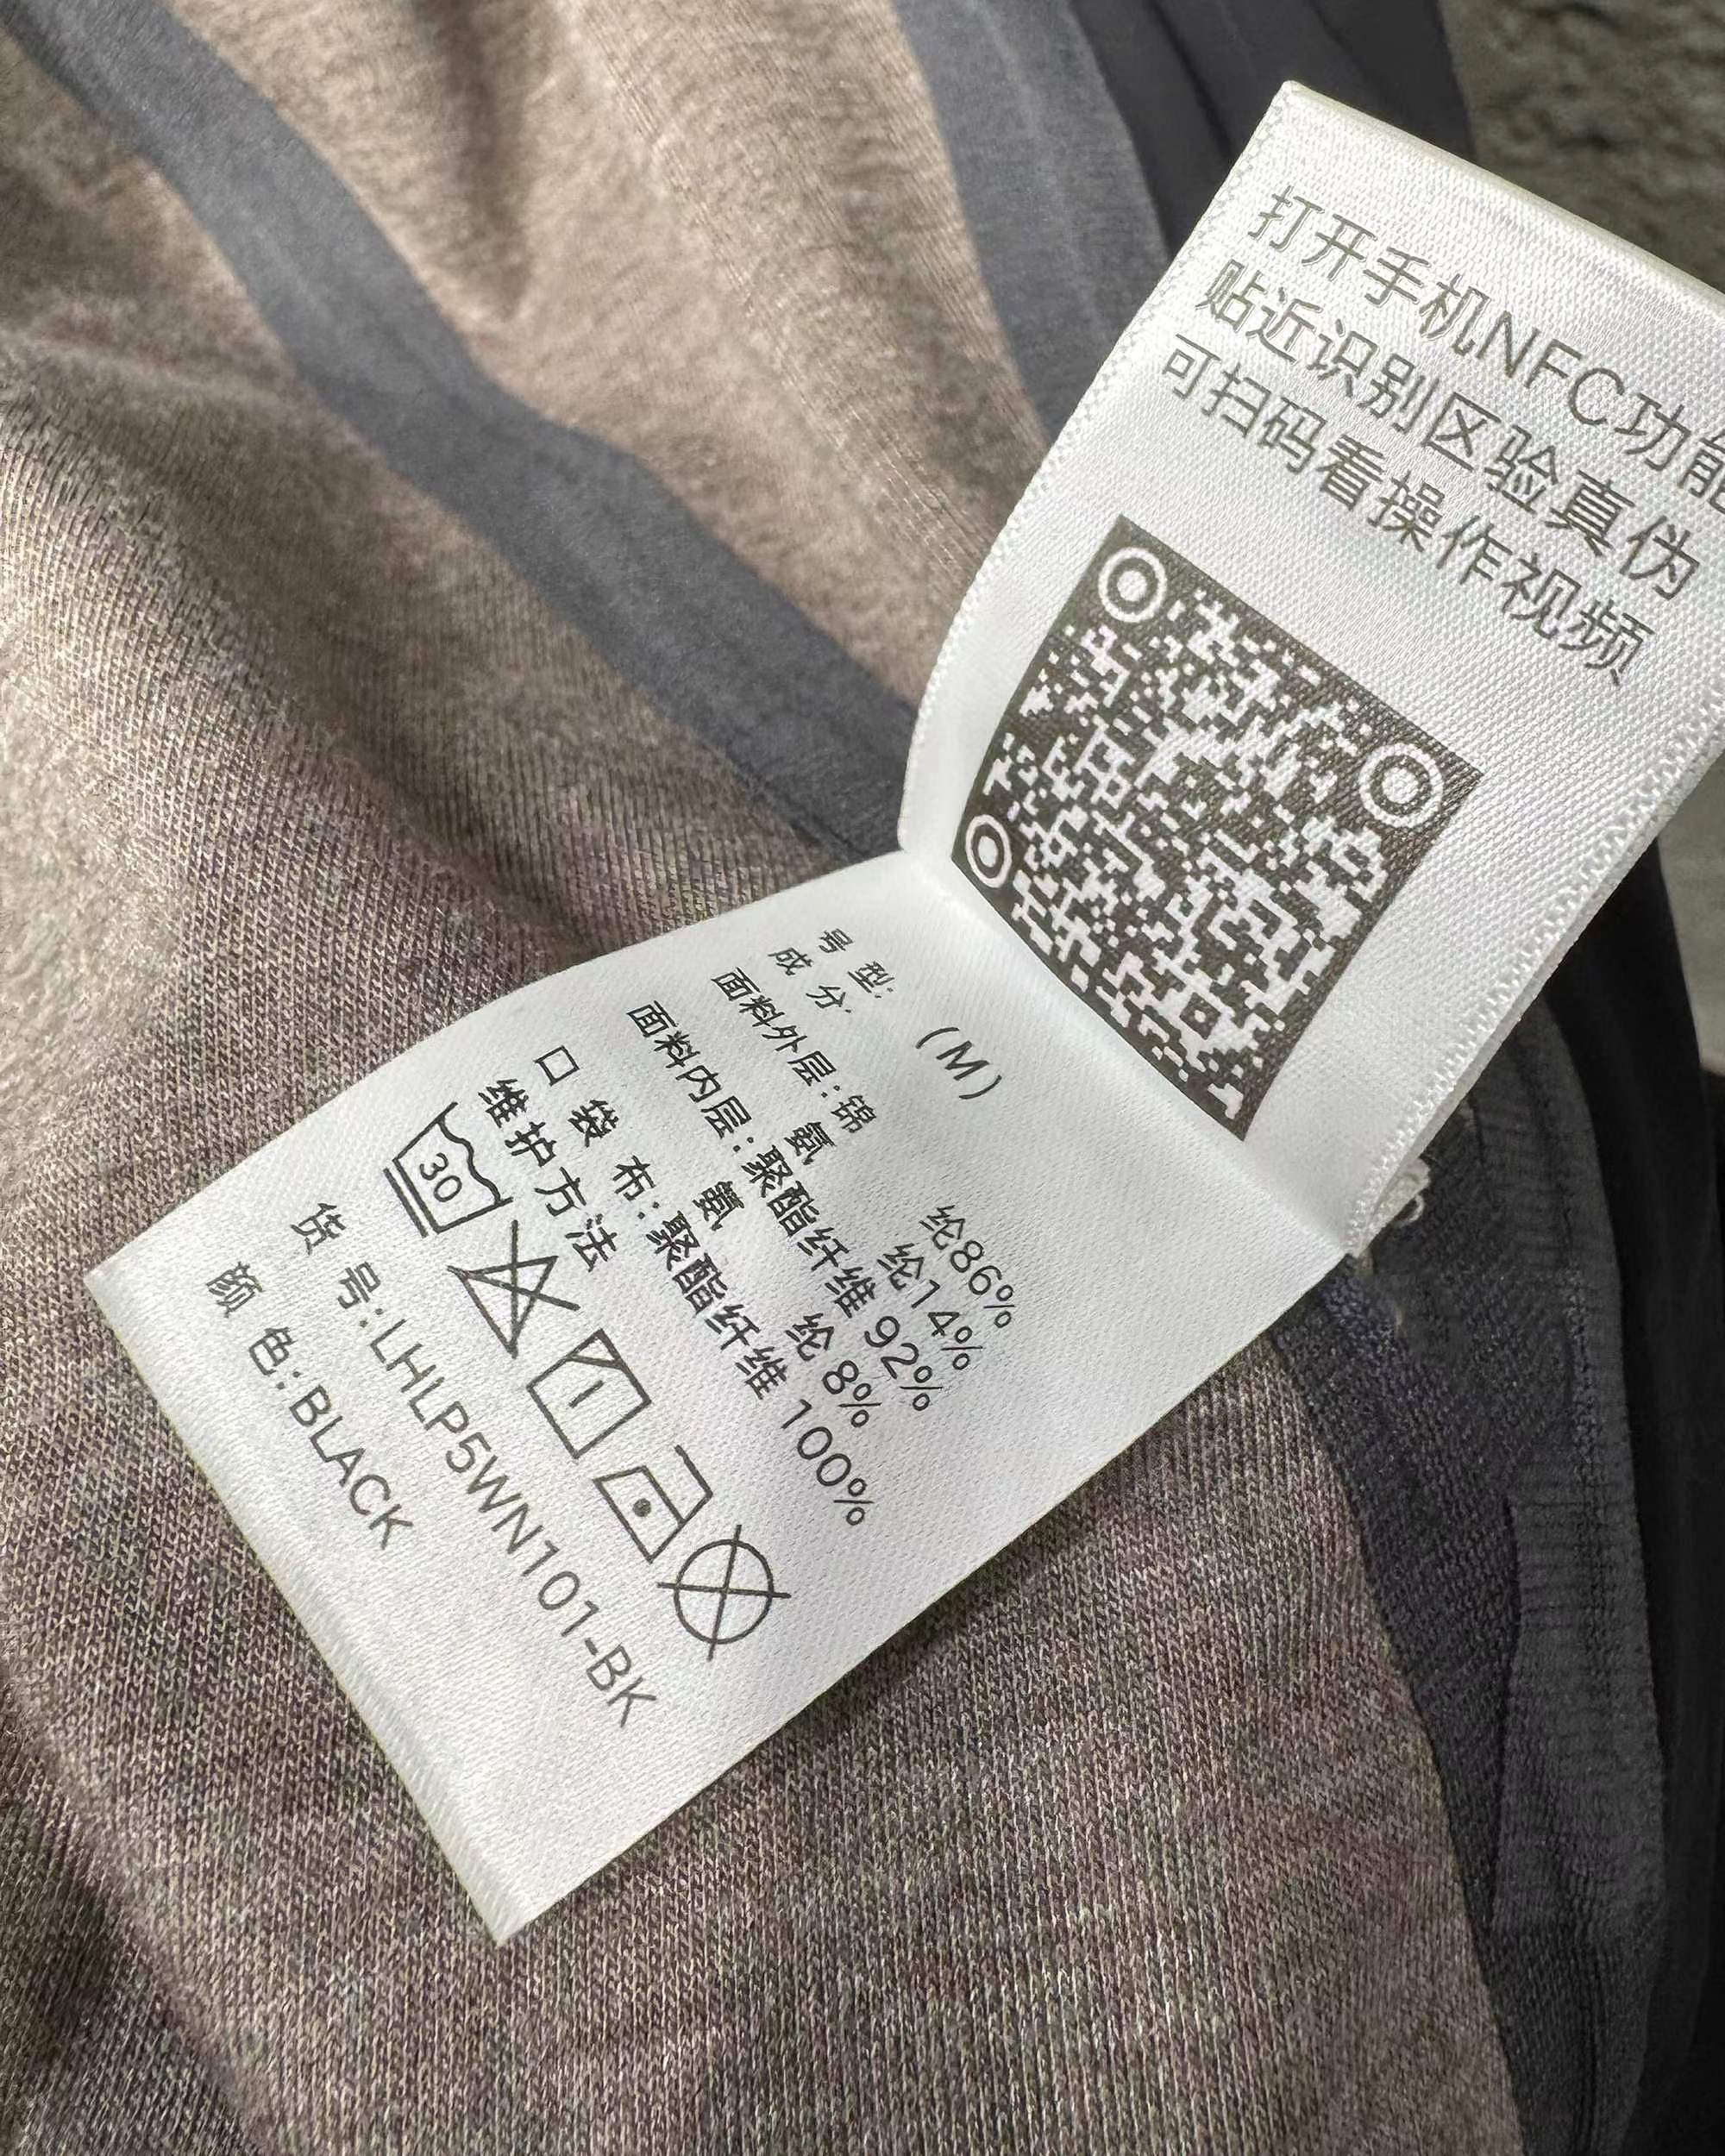 打开手机NFC功能
贴近识别区验真伪
可扫码看操作视频
号型: (M)
成分:
面料外层:锦纶86%
氨纶14%
面料内层:聚酯纤维92%
氨纶8%
口袋布:聚酯纤维100%
维护方法
30
货号:LHLP5WN101-BK
颜色:BLACK